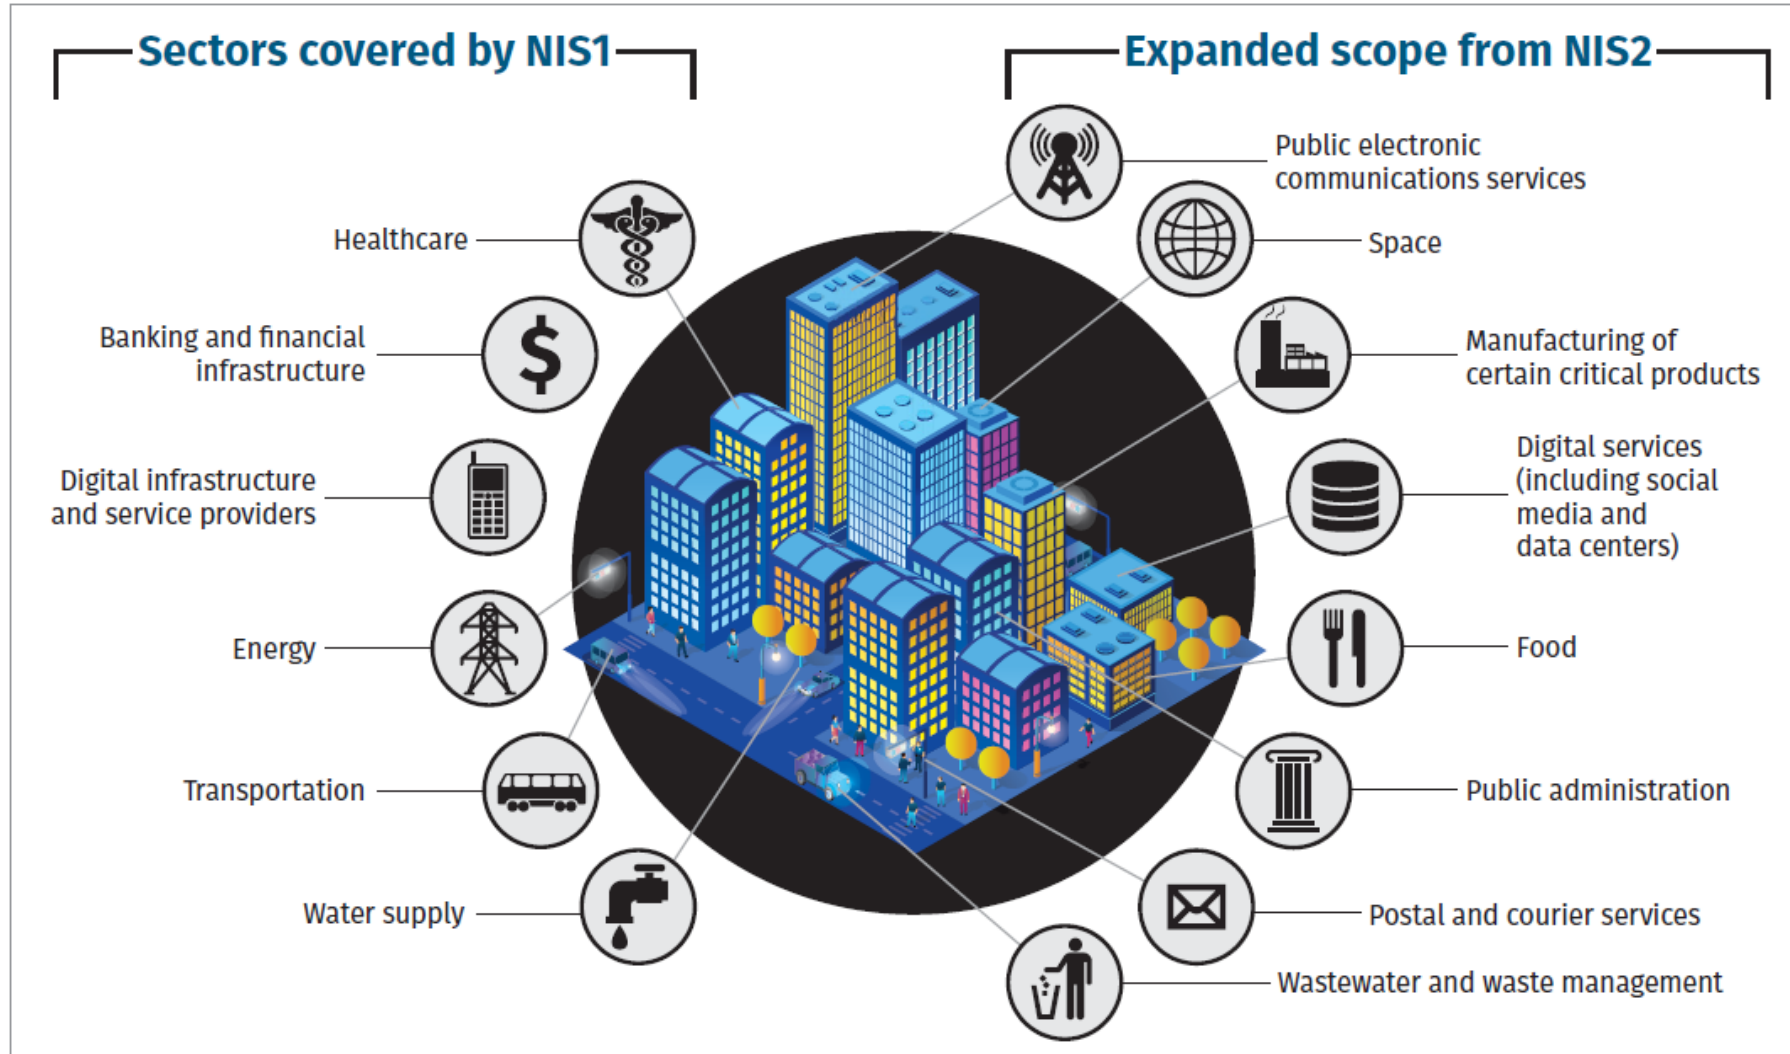 Sectors covered by NIS1
Expanded scope from NIS2
Healthcare
Banking and financial
infrastructure
Digital infrastructure
and service providers
Energy
Transportation
Water supply
Public electronic
communications services
Space
Manufacturing of
certain critical products
Digital services
(including social
media and
data centers)
Food
Public administration
Postal and courier services
Wastewater and waste management
$